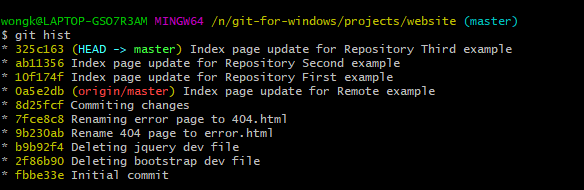 wongk@LAPTOP-GSO7R3AM MINGW64 /n/git-for-windows/projects/website (master)
$ git hist
* 325c163 (HEAD -> master) Index page update for Repository Third example
* ab11356 Index page update for Repository Second example
* 10f174f Index page update for Repository First example
* 0a5e2db (origin/master) Index page update for Remote example
* 8d25fcf Commiting changes
* 7fce8c8 Renaming error page to 404.html
* 9b230ab Rename 404 page to error.html
* b9b92f4 Deleting jquery dev file
* 2f86b90 Deleting bootstrap dev file
* fbbe33e Initial commit